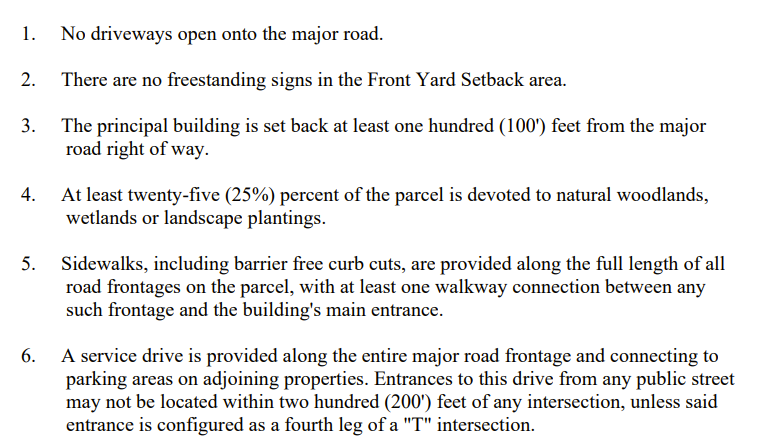 1. No driveways open onto the major road.
2. There are no freestanding signs in the Front Yard Setback area.
3. The principal building is set back at least one hundred (100') feet from the major
road right of way.
4. At least twenty-five (25%) percent of the parcel is devoted to natural woodlands,
wetlands or landscape plantings.
5. Sidewalks, including barrier free curb cuts, are provided along the full length of all
road frontages on the parcel, with at least one walkway connection between any
such frontage and the building's main entrance.
6. A service drive is provided along the entire major road frontage and connecting to
parking areas on adjoining properties. Entrances to this drive from any public street
may not be located within two hundred (200') feet of any intersection, unless said
entrance is configured as a fourth leg of a "T" intersection.